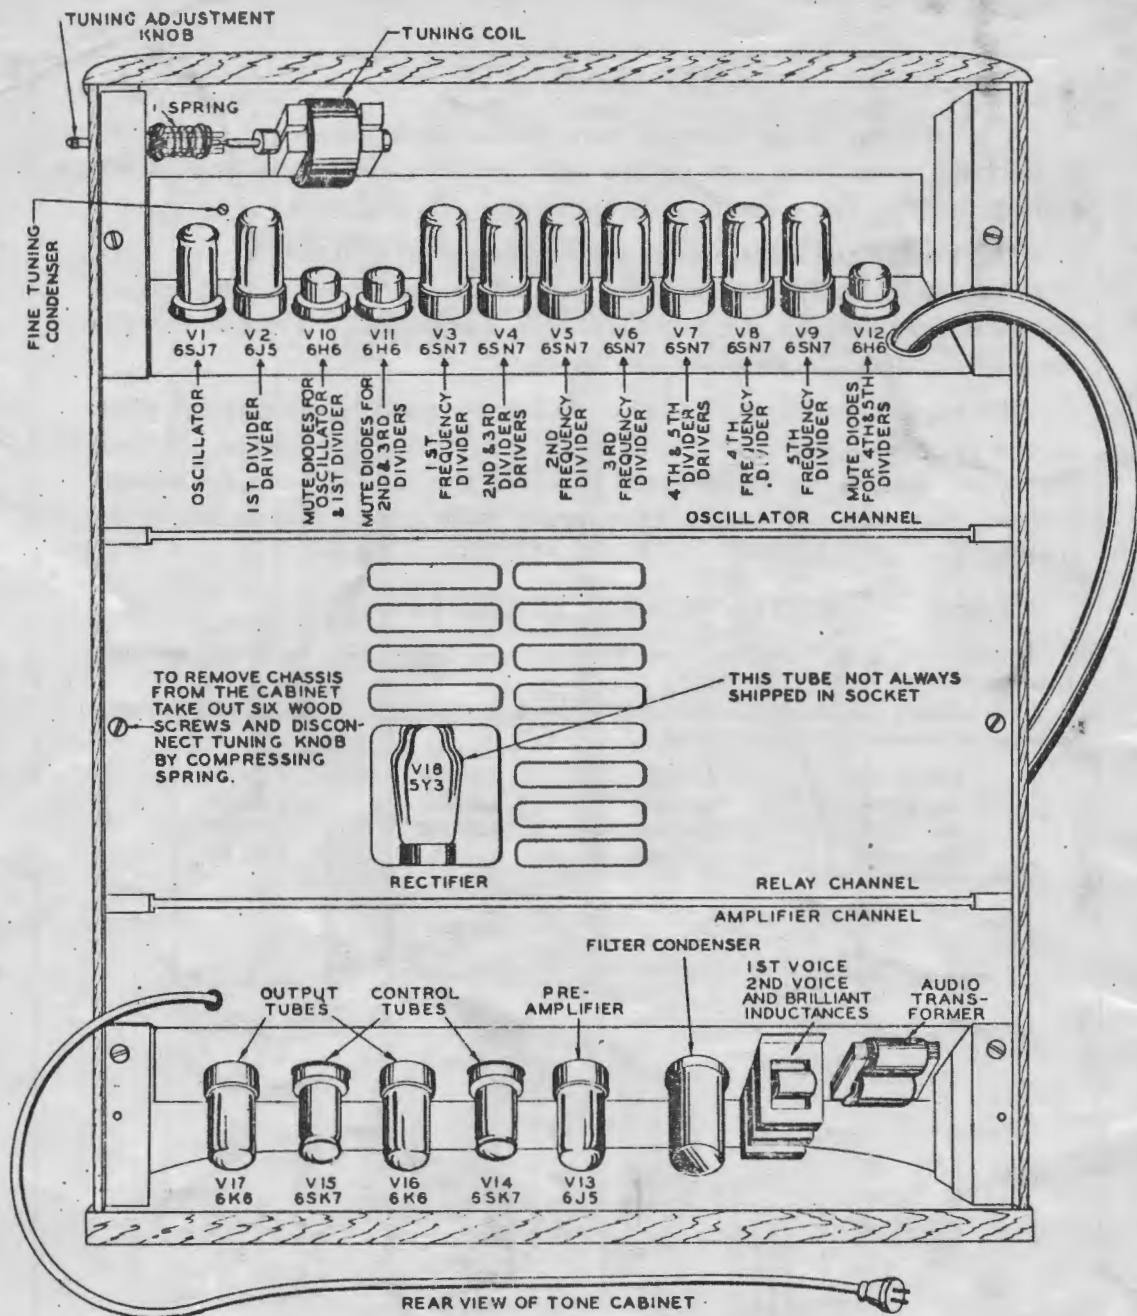 TUNING ADJUSTMENT
KNOB
TUNING COIL
SPRING
FINE TUNING
CONDENSER
V1
6SJ7
V2
6J5
V10
6H6
V11
6H6
V3
6SN7
V4
6SN7
V5
6SN7
V6
6SN7
V7
6SN7
V8
6SN7
V9
6SN7
V12
6H6
OSCILLATOR
1ST DIVIDER
DRIVER
MUTE DIODES FOR
OSCILLATOR
& 1ST DIVIDER
MUTE DIODES FOR
2ND & 3RD
DIVIDERS
1ST
FREQUENCY
DIVIDER
2ND & 3RD
DIVIDER
DRIVERS
2ND
FREQUENCY
DIVIDER
3RD
FREQUENCY
DIVIDER
4TH & 5TH
DIVIDER
DRIVERS
4TH
FREQUENCY
DIVIDER
5TH
FREQUENCY
DIVIDER
MUTE DIODES
FOR 4TH & 5TH
DIVIDERS
OSCILLATOR CHANNEL
TO REMOVE CHASSIS
FROM THE CABINET
TAKE OUT SIX WOOD
SCREWS AND DISCON-
NECT TUNING KNOB
BY COMPRESSING
SPRING.
THIS TUBE NOT ALWAYS
SHIPPED IN SOCKET
V18
5Y3
RECTIFIER
RELAY CHANNEL
AMPLIFIER CHANNEL
FILTER CONDENSER
OUTPUT
TUBES
CONTROL
TUBES
PRE-
AMPLIFIER
1ST VOICE
2ND VOICE
AND BRILLIANT
INDUCTANCES
AUDIO
TRANS-
FORMER
V17
6K6
V15
6SK7
V16
6K6
V14
6SK7
V13
6J5
REAR VIEW OF TONE CABINET